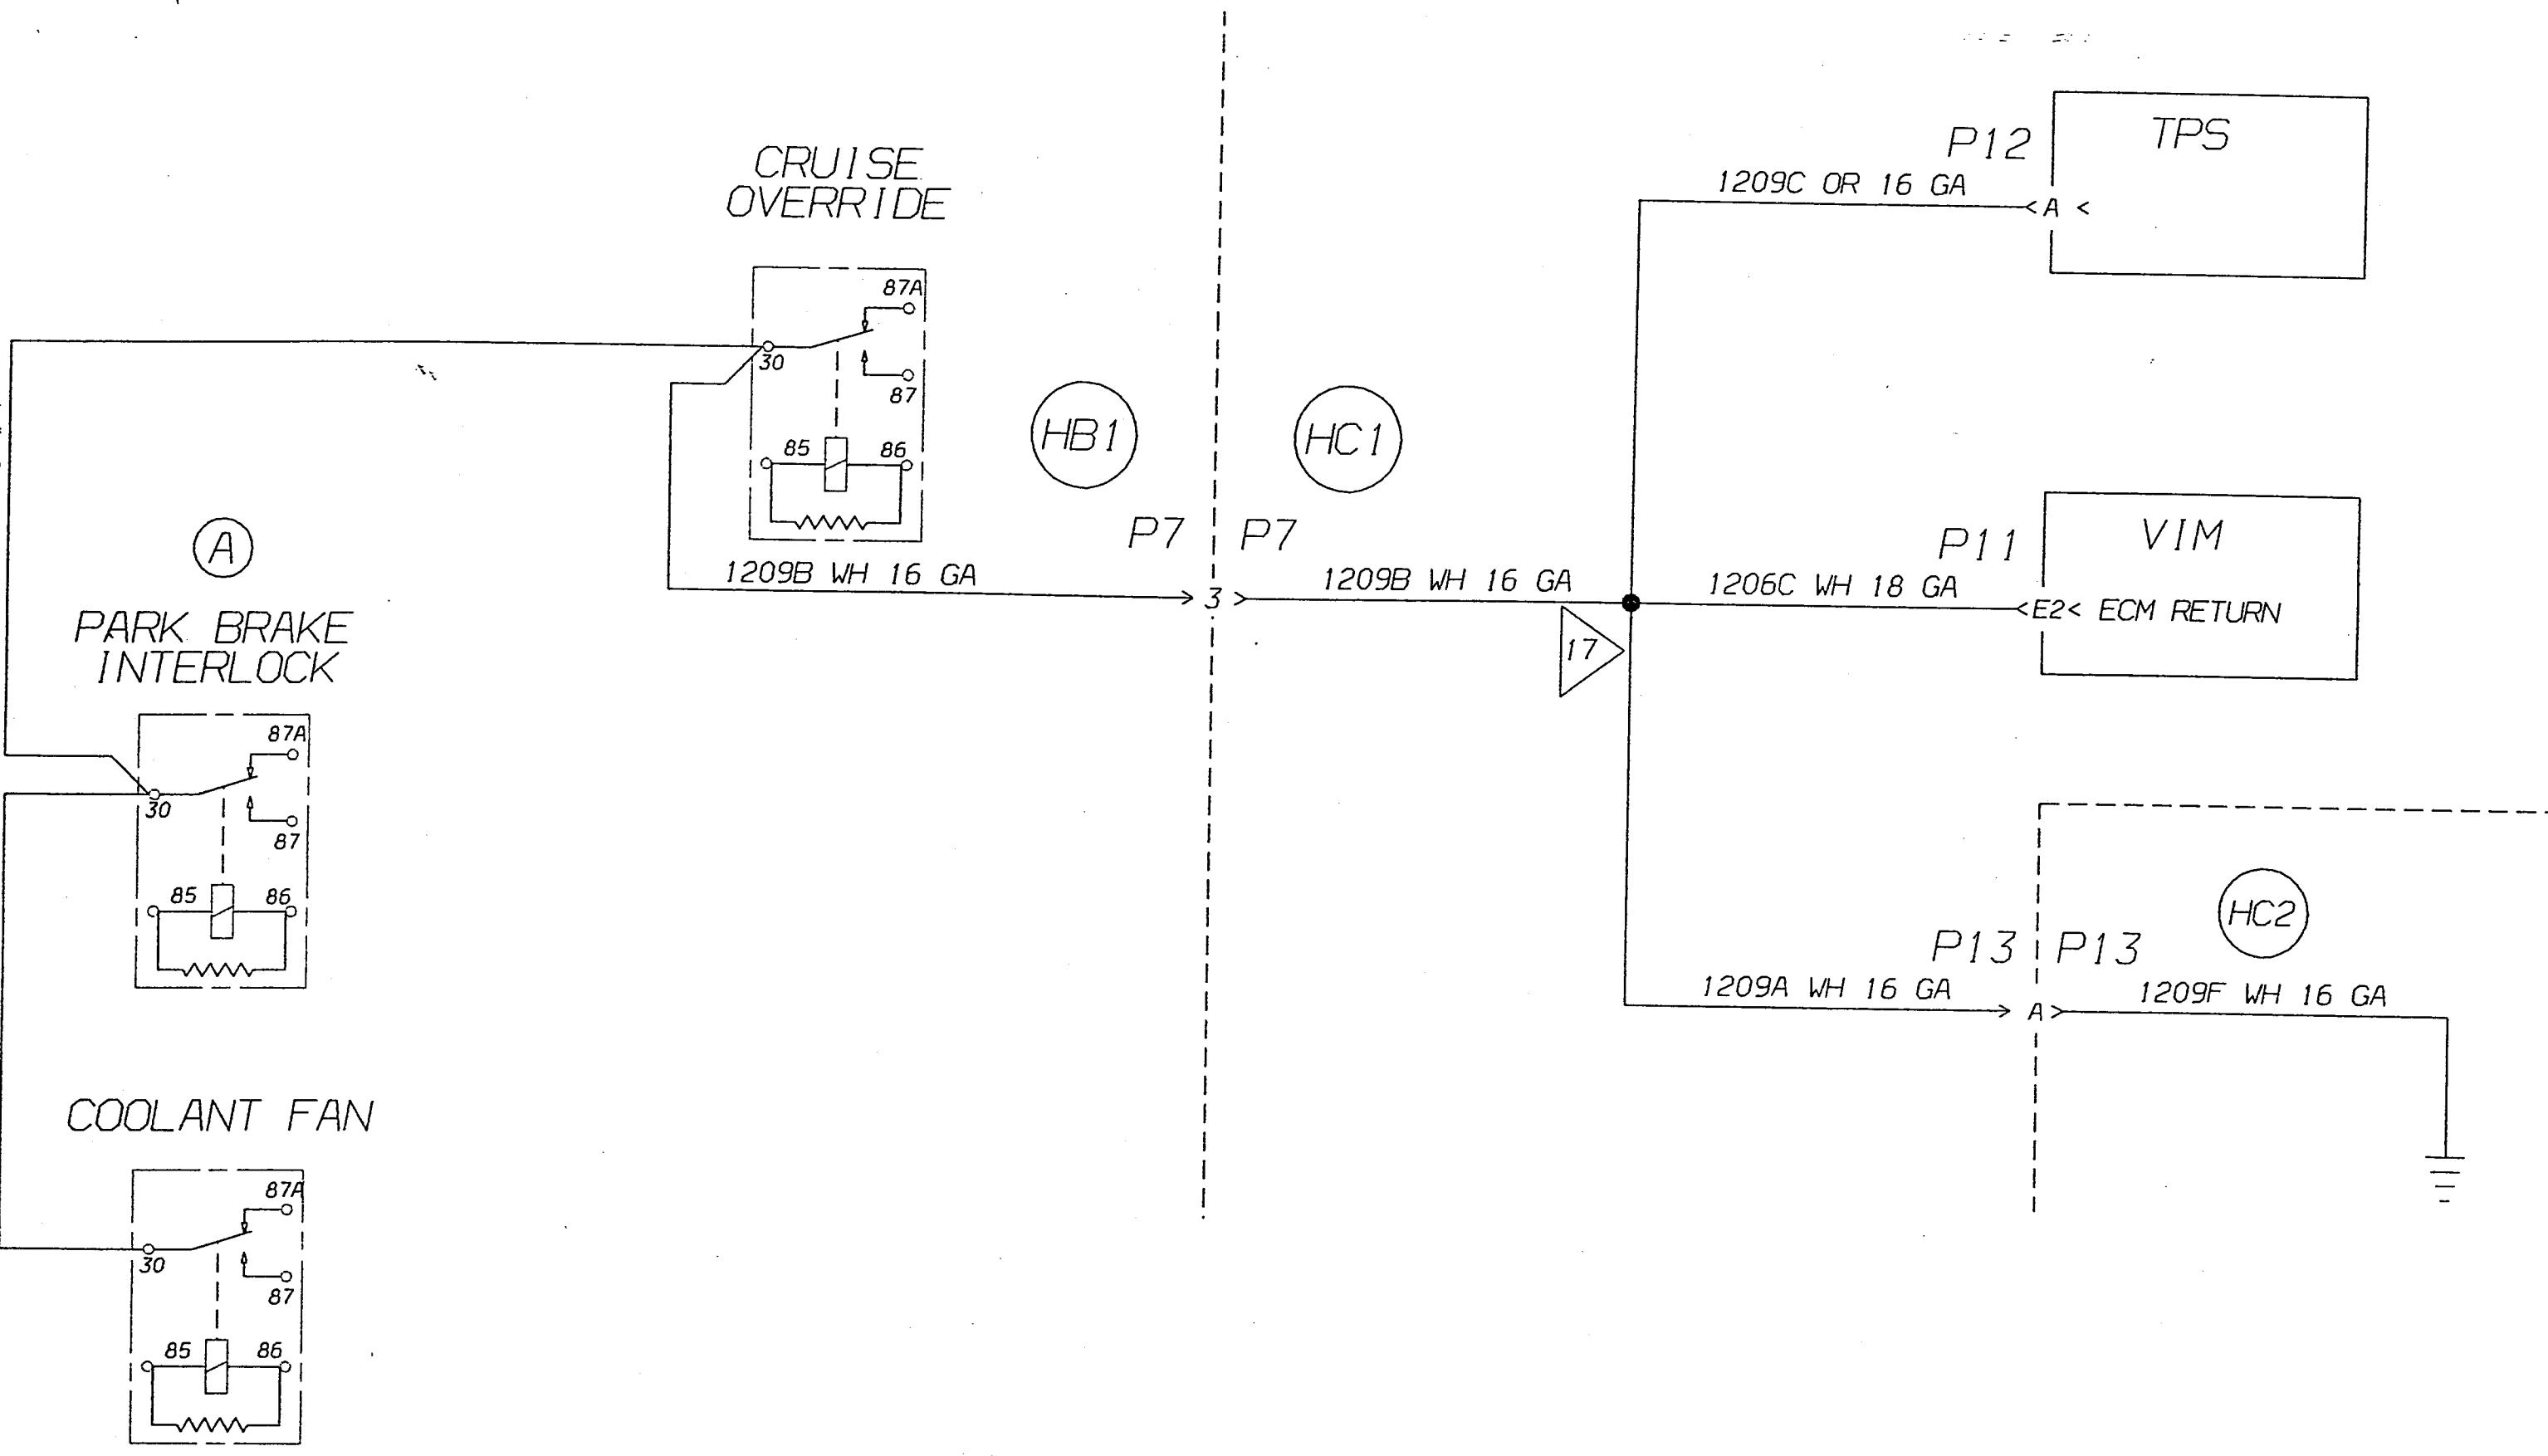 CRUISE
OVERRIDE
87A
30
87
85
86
HB1
HC1
P7
P7
1209B WH 16 GA
3
1209B WH 16 GA
17
P12
TPS
1209C OR 16 GA
A
P11
VIM
1206C WH 18 GA
E2
ECM RETURN
HC2
P13
P13
1209A WH 16 GA
A
1209F WH 16 GA
A
PARK BRAKE
INTERLOCK
87A
30
87
85
86
COOLANT FAN
87A
30
87
85
86